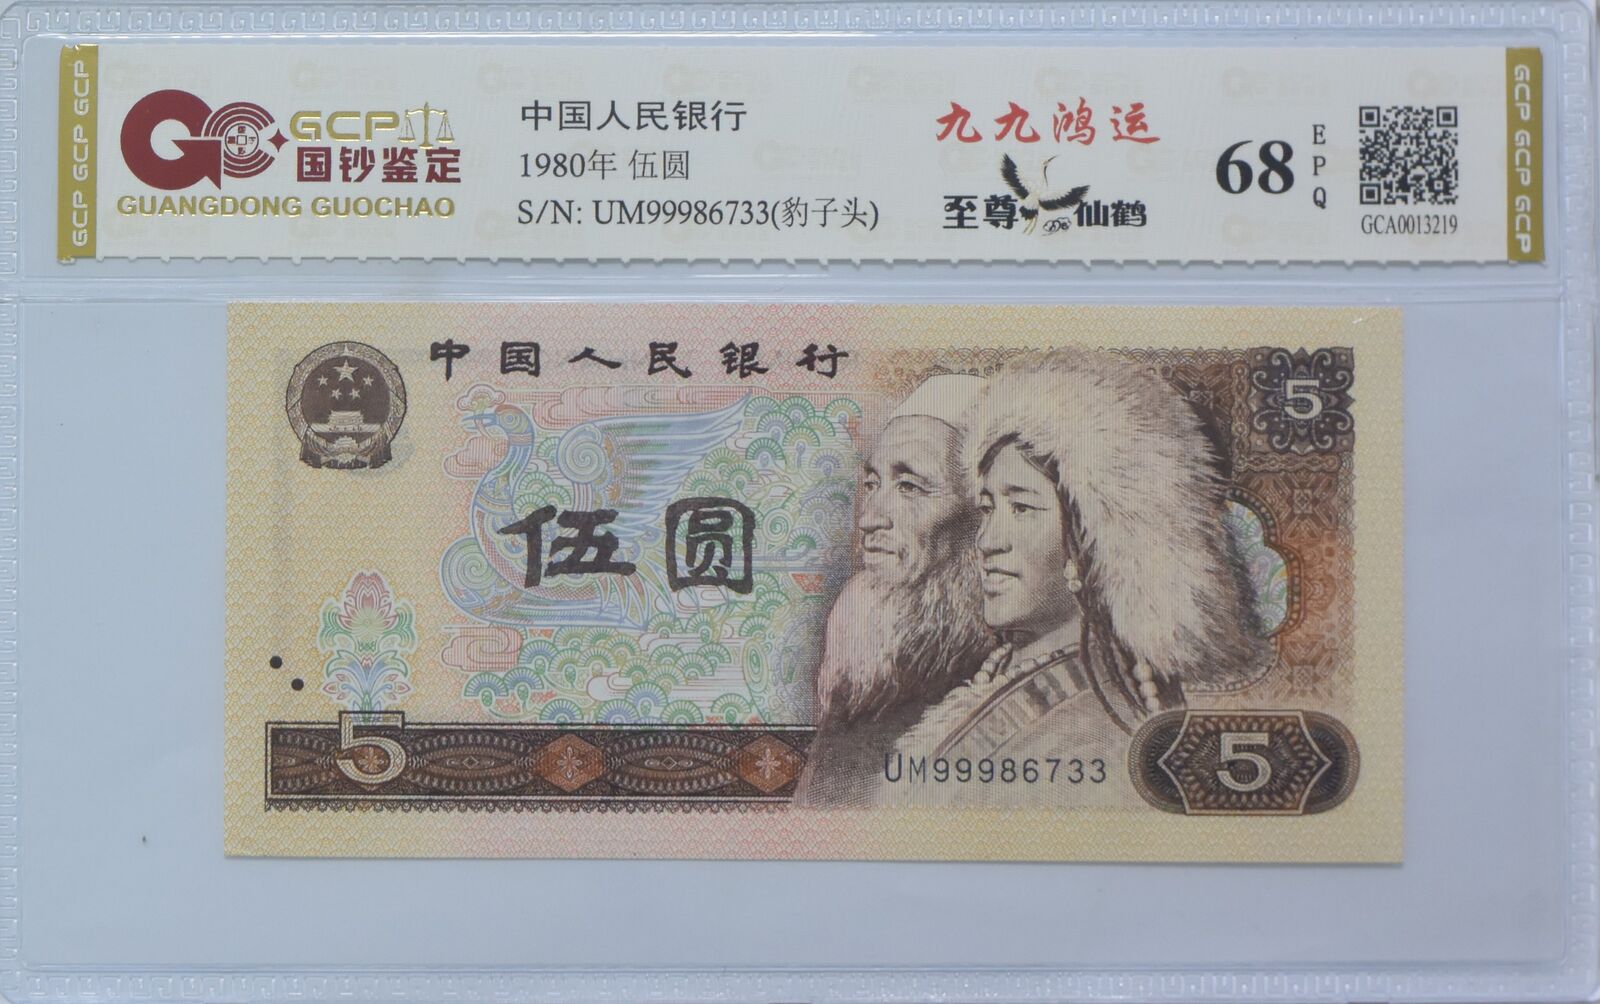 GCP GCP GCP
GCP
国钞鉴定
GUANGDONG GUOCHAO
中国人民银行
1980年 伍圆
S/N: UM99986733(豹子头)
九九鸿运
至尊 仙鹤
68
EPQ
GCA0013219
GCP GCP GCP
中国人民银行
5
伍圆
5
UM99986733
5